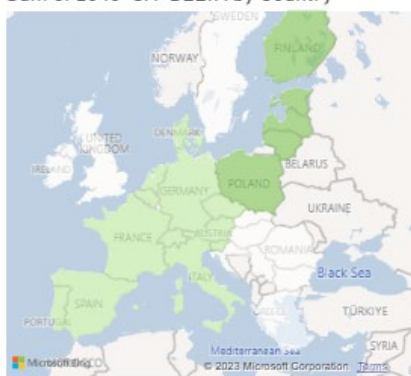 SWEDEN
FINLAND
NORWAY
UNITED
KINGDOM
DENMARK
IRELAND
BELARUS
POLAND
GERMANY
UKRAINE
FRANCE
AUSTRIA
ROMANIA
Black Sea
ITALY
SPAIN
PORTUGAL
GREECE
TÜRKIYE
SYRIA
Mediterranean Sea
Microsoft Bing
© 2023 Microsoft Corporation Terms